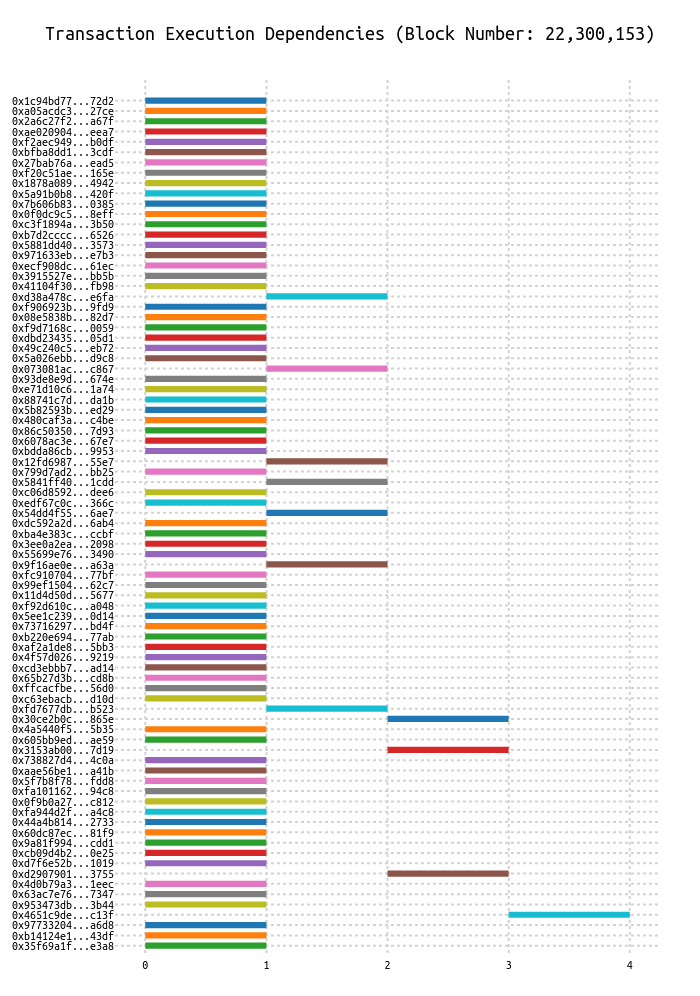 Transaction Execution Dependencies (Block Number: 22,300,153)
0x1c94bd77...72d2
0xa05acdc3...27ce
0x2a6c27f2...a67f
0xae020904...eea7
0xf2aec949...b0df
0xbfba8dd1...3cdf
0x27bab76a...ead5
0xf20c51ae...165e
0x1878a089...4942
0x5a91b0b8...420f
0x7b606b83...0385
0x0f0dc9c5...8eff
0xc3f1894a...3b50
0xb7d2cccc...6526
0x5881dd40...3573
0x971633eb...e7b3
0xecf908dc...61ec
0x3915527e...bb5b
0x41104f30...fb98
0xd38a478c...e6fa
0xf906923b...9fd9
0x08e5838b...82d7
0xf9d7168c...0059
0xdbd23435...05d1
0x49c240c5...eb72
0x5a026ebb...d9c8
0x073081ac...c867
0x93de8e9d...674e
0xe71d10c6...1a74
0x88741c7d...da1b
0x5b82593b...ed29
0x480caf3a...c4be
0x86c50350...7d93
0x6078ac3e...67e7
0xbdda86cb...9953
0x12fd6987...55e7
0x799d7ad2...bb25
0x5841ff40...1cdd
0xc06d8592...dee6
0xedf67c0c...366c
0x54dd4f55...6ae7
0xdc592a2d...6ab4
0xba4e383c...ccbf
0x3ee0a2ea...2098
0x55699e76...3490
0x9f16ae0e...a63a
0xfc910704...77bf
0x99ef1504...62c7
0x11d4d50d...5677
0xf92d610c...a048
0x5ee1c239...0d14
0x73716297...bd4f
0xb220e694...77ab
0xaf2a1de8...5bb3
0x4f57d026...9219
0xcd3ebbb7...ad14
0x65b27d3b...cd8b
0xffcacfbe...56d0
0xc63ebacb...d10d
0xfd7677db...b523
0x30ce2b0c...865e
0x4a5440f5...5b35
0x605bb9ed...ae59
0x3153ab00...7d19
0x738827d4...4c0a
0xaae56be1...a41b
0x5f7b8f78...fdd8
0xfa101162...94c8
0x0f9b0a27...c812
0xfa944d2f...a4c8
0x44a4b814...2733
0x60dc87ec...81f9
0x9a81f994...cdd1
0xcb09d4b2...0e25
0xd7f6e52b...1019
0xd2907901...3755
0x4d0b79a3...1eec
0x63ac7e76...7347
0x953473db...3b44
0x4651c9de...c13f
0x97733204...a6d8
0xb14124e1...43df
0x35f69a1f...e3a8
0 1 2 3 4